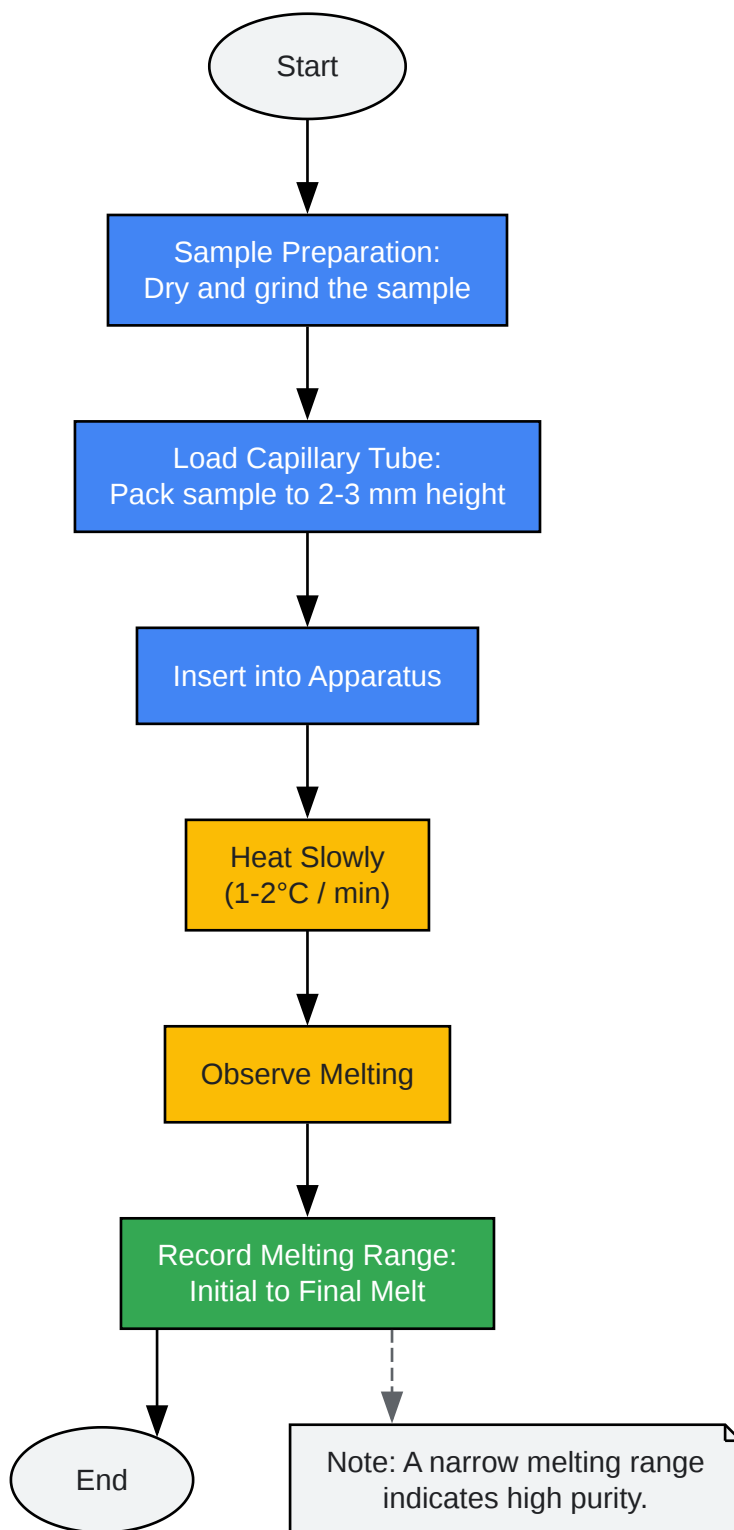 Start
Sample Preparation:
Dry and grind the sample
Load Capillary Tube:
Pack sample to 2-3 mm height
Insert into Apparatus
Heat Slowly
(1-2°C / min)
Observe Melting
Record Melting Range:
Initial to Final Melt
End
Note: A narrow melting range
indicates high purity.